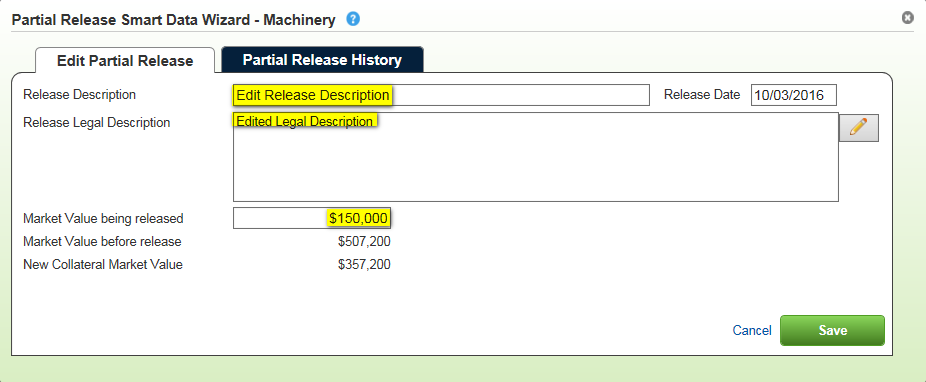 Partial Release Smart Data Wizard - Machinery ?
Edit Partial Release Partial Release History
Release Description Edit Release Description Release Date 10/03/2016
Release Legal Description Edited Legal Description
Market Value being released $150,000
Market Value before release $507,200
New Collateral Market Value $357,200
Cancel Save